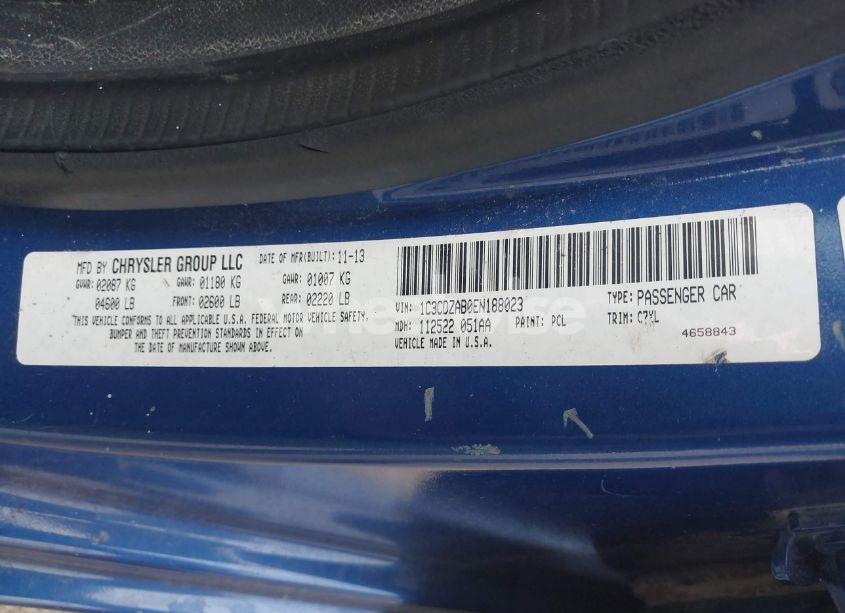 MFD BY CHRYSLER GROUP LLC DATE OF MFR(BUILT): 11-13
GVWR: 02087 KG GAWR: 01180 KG GAWR: 01007 KG
04600 LB FRONT: 02600 LB REAR: 02220 LB
THIS VEHICLE CONFORMS TO ALL APPLICABLE U.S.A. FEDERAL MOTOR VEHICLE SAFETY,
BUMPER AND THEFT PREVENTION STANDARDS IN EFFECT ON
THE DATE OF MANUFACTURE SHOWN ABOVE.
VIN: 1C3CDZAB0EN188023 TYPE: PASSENGER CAR
MDH: 112522 051AA PAINT: PCL TRIM: C7XL
VEHICLE MADE IN U.S.A. 4658843